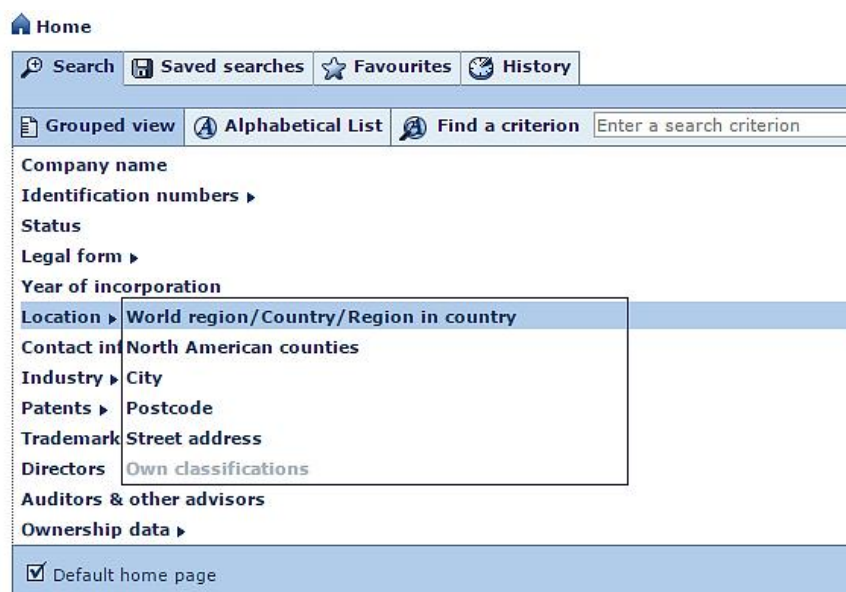 Home
Search Saved searches Favourites History
Grouped view Alphabetical List Find a criterion Enter a search criterion
Company name
Identification numbers
Status
Legal form
Year of incorporation
Location World region/Country/Region in country
Contact inf North American counties
Industry City
Patents Postcode
Trademark Street address
Directors Own classifications
Auditors & other advisors
Ownership data
Default home page